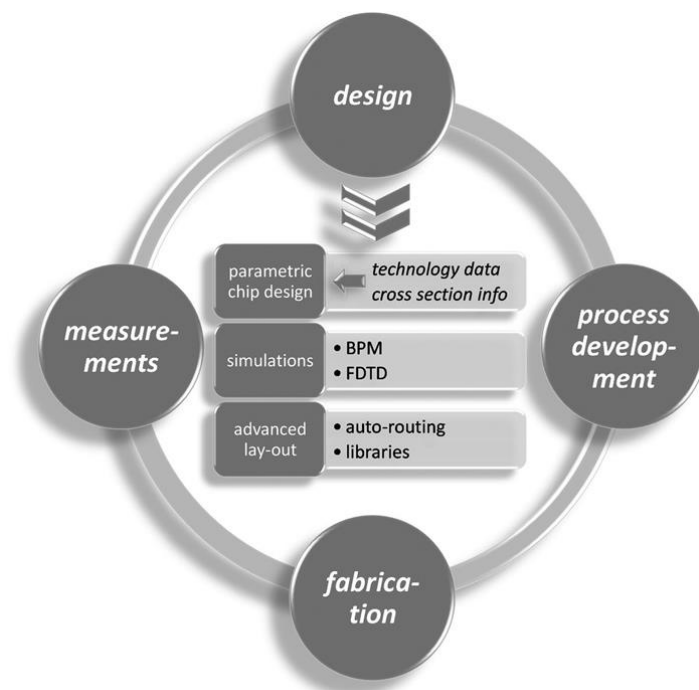 design
parametric
chip design
technology data
cross section info
measure-
ments
simulations
• BPM
• FDTD
process
develop-
ment
advanced
lay-out
• auto-routing
• libraries
fabrica-
tion